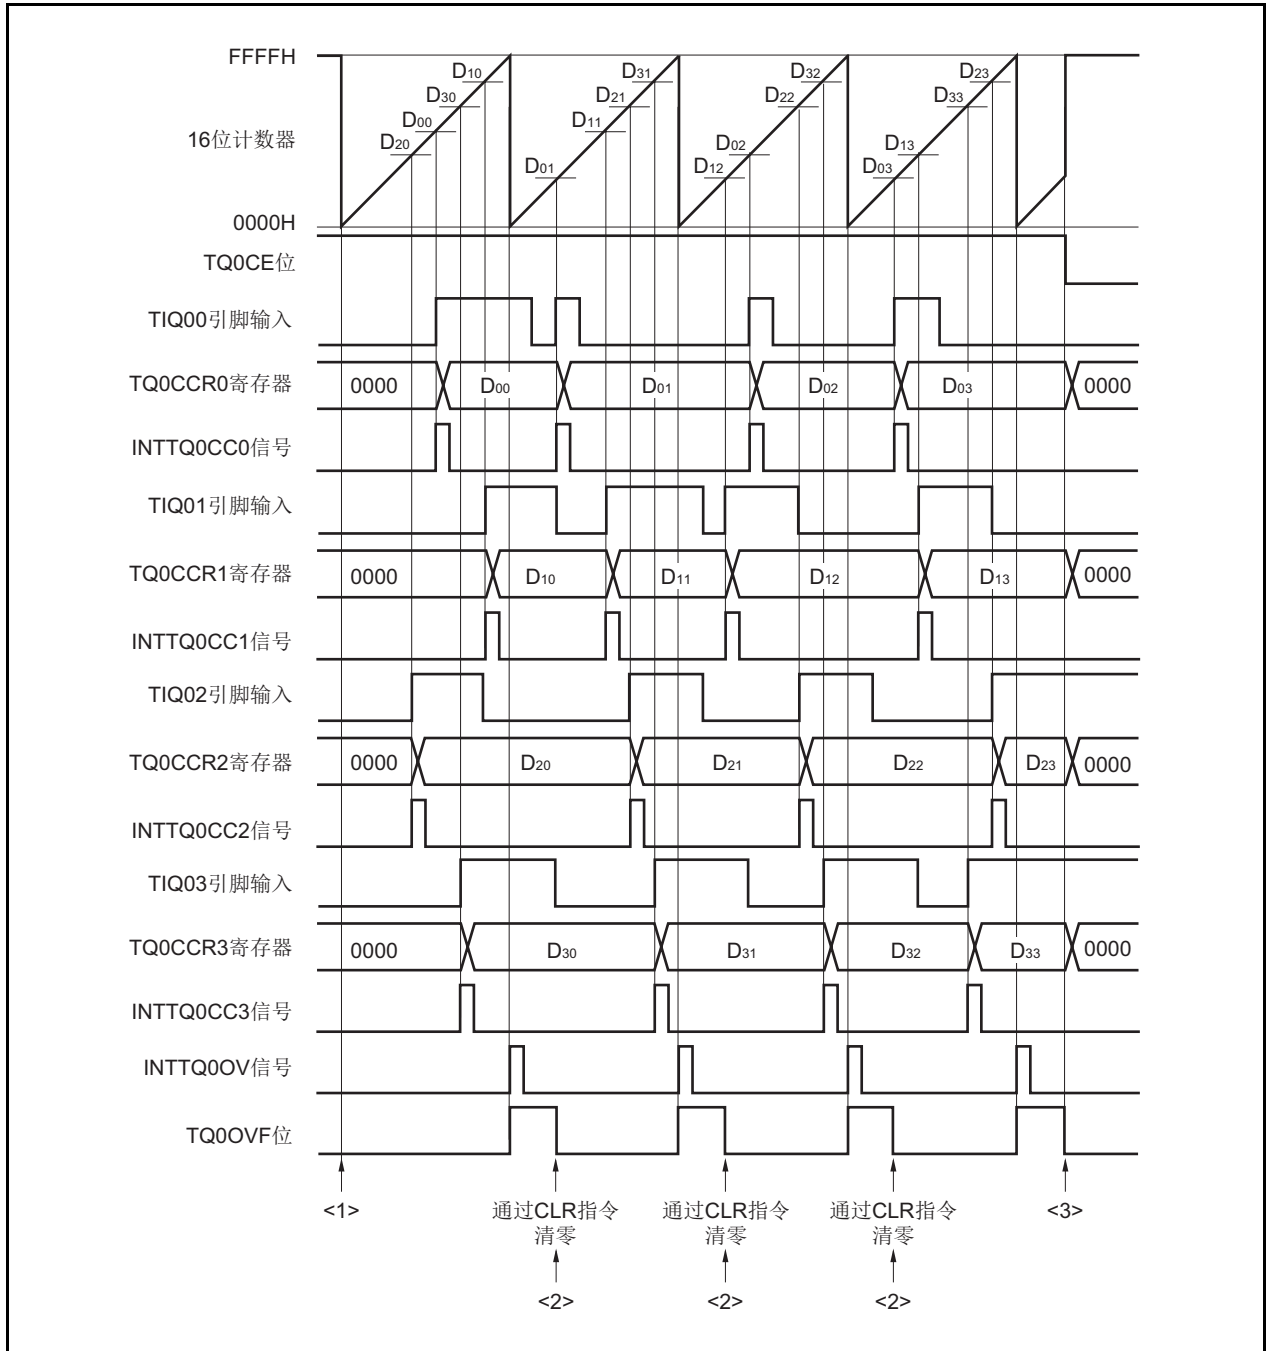 FFFFH
D10 D31 D32 D23
D30 D21 D22 D33
D00 D11
16位计数器
D20 D02 D13
D01 D12 D03
0000H
TQ0CE位
TIQ00引脚输入
TQ0CCR0寄存器 0000 D00 D01 D02 D03 0000
INTTQ0CC0信号
TIQ01引脚输入
TQ0CCR1寄存器 0000 D10 D11 D12 D13 0000
INTTQ0CC1信号
TIQ02引脚输入
TQ0CCR2寄存器 0000 D20 D21 D22 D23 0000
INTTQ0CC2信号
TIQ03引脚输入
TQ0CCR3寄存器 0000 D30 D31 D32 D33 0000
INTTQ0CC3信号
INTTQ0OV信号
TQ0OVF位
<1> 通过CLR指令 通过CLR指令 通过CLR指令 <3>
清零 清零 清零
<2> <2> <2>